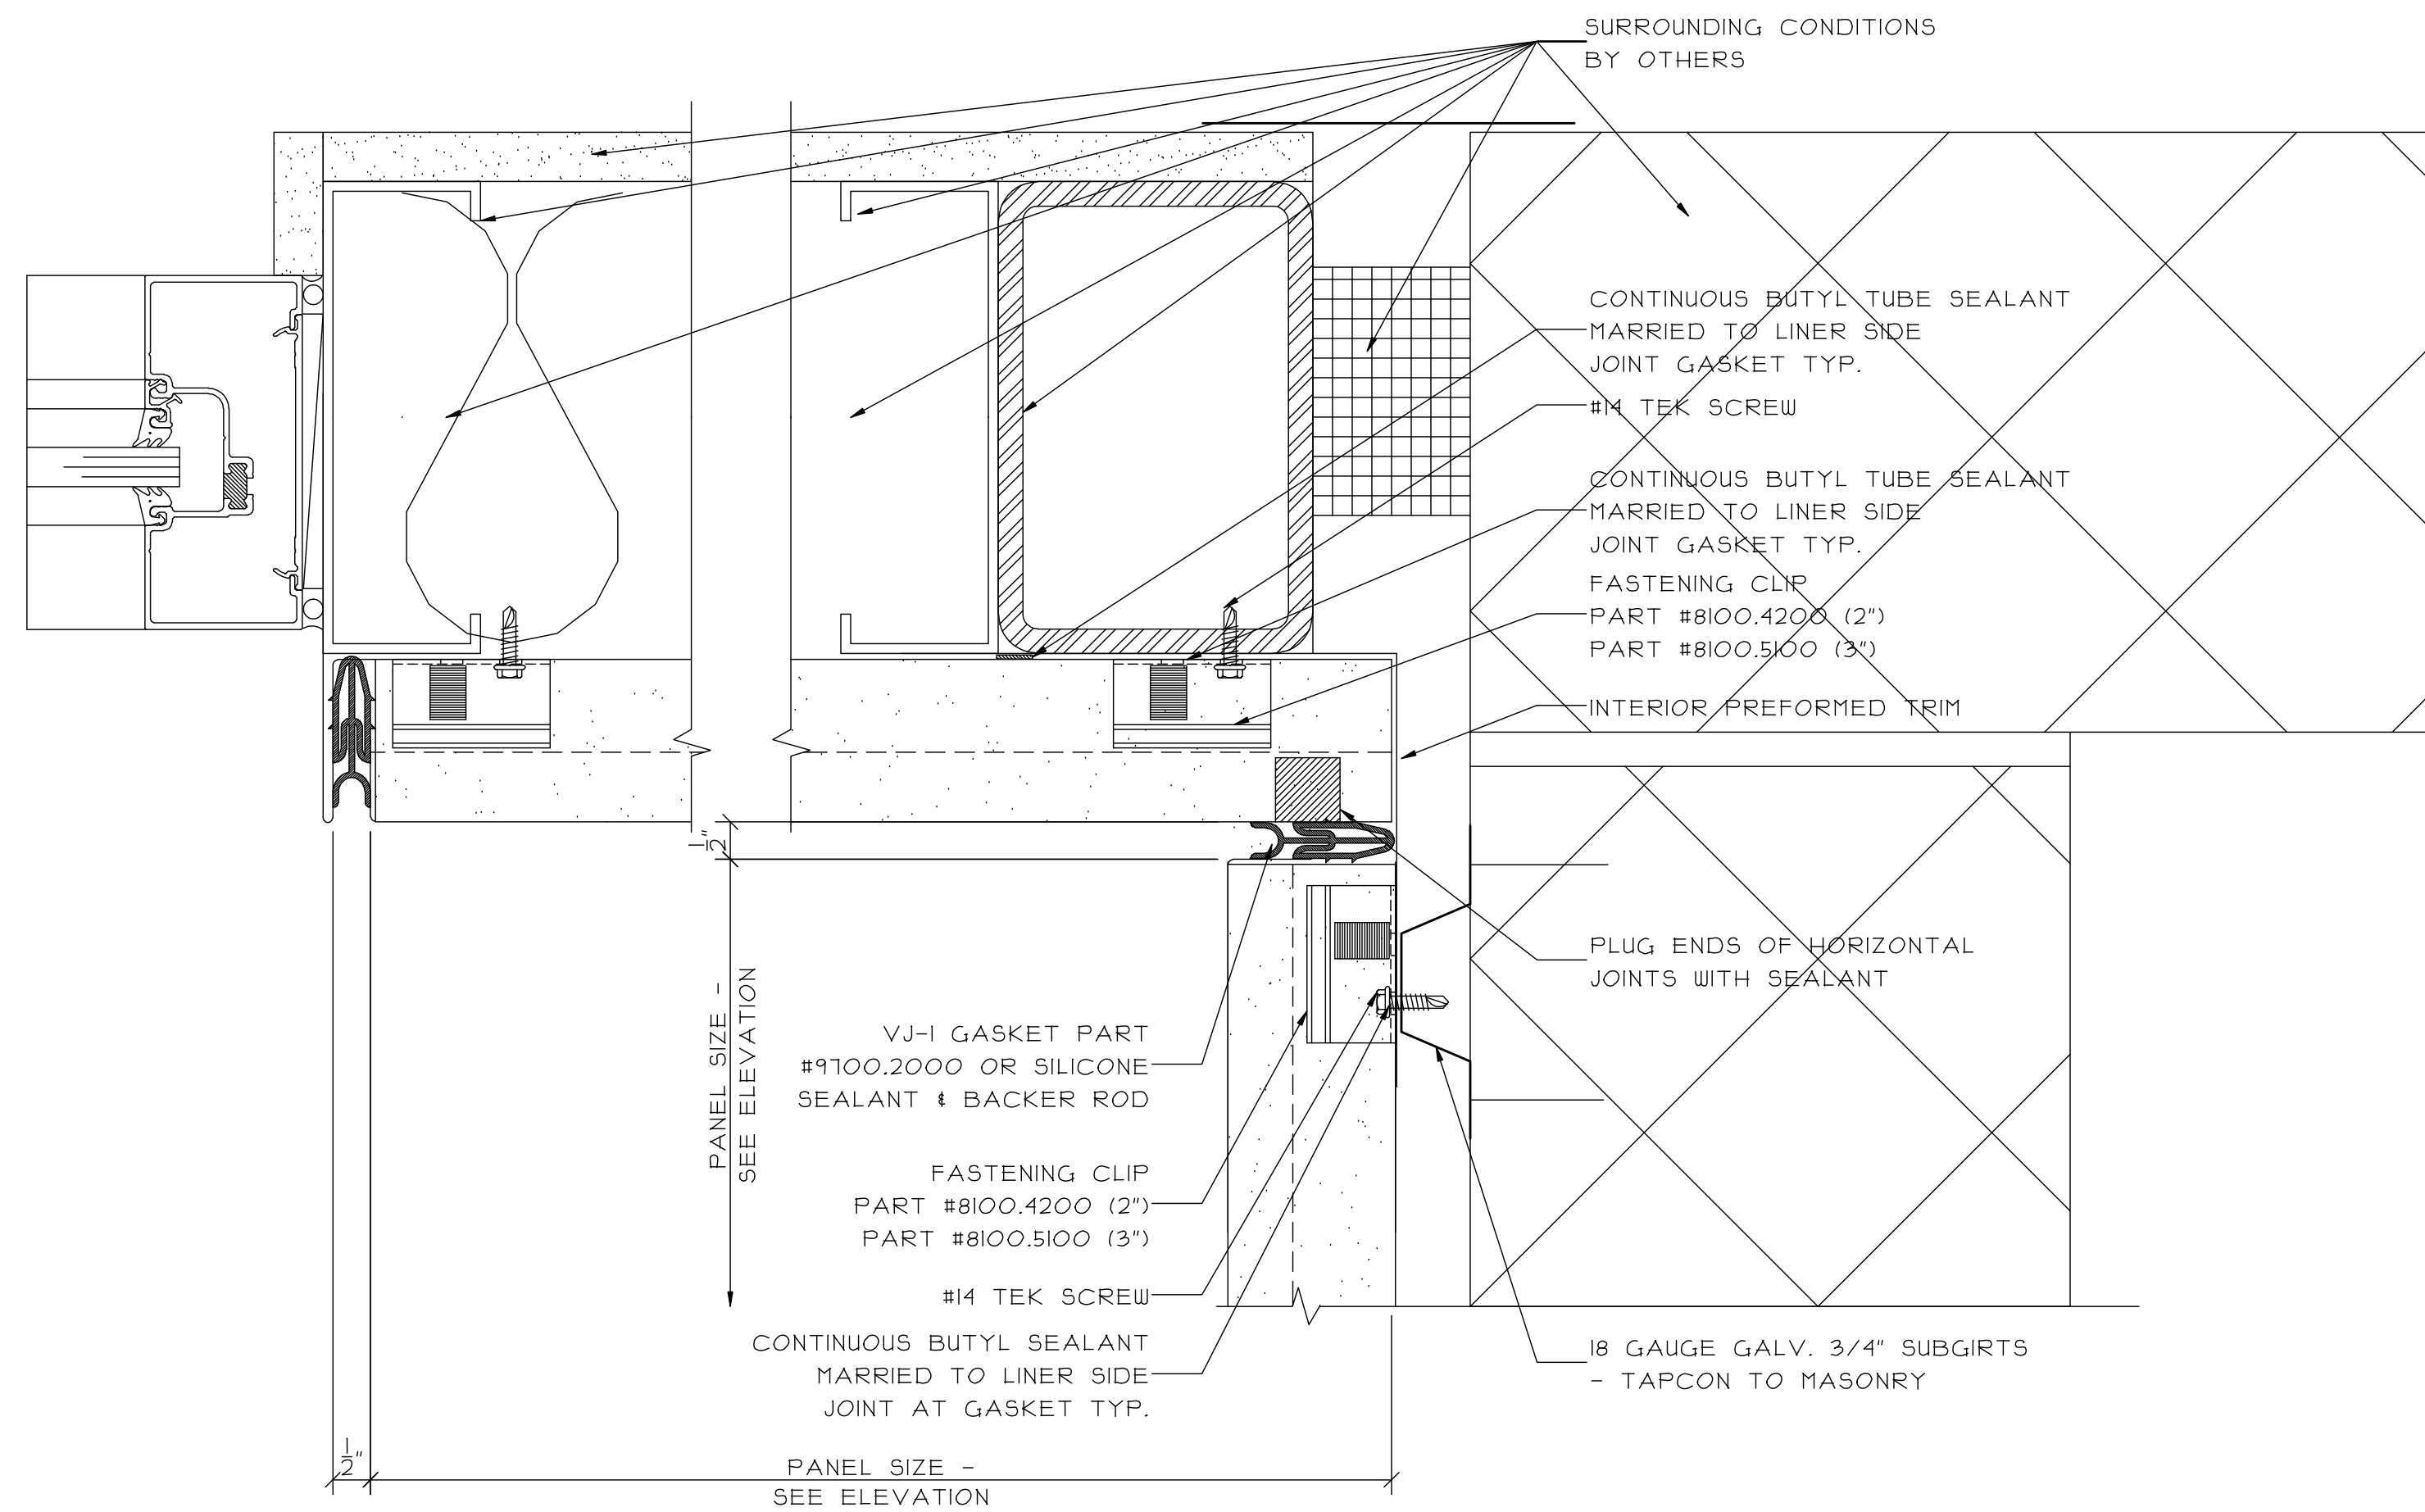 SURROUNDING CONDITIONS
BY OTHERS
CONTINUOUS BUTYL TUBE SEALANT
MARRIED TO LINER SIDE
JOINT GASKET TYP.
#14 TEK SCREW
CONTINUOUS BUTYL TUBE SEALANT
MARRIED TO LINER SIDE
JOINT GASKET TYP.
FASTENING CLIP
PART #8100.4200 (2")
PART #8100.5100 (3")
INTERIOR PREFORMED TRIM
1/2"
PLUG ENDS OF HORIZONTAL
JOINTS WITH SEALANT
PANEL SIZE -
SEE ELEVATION
VJ-1 GASKET PART
#9700.2000 OR SILICONE
SEALANT & BACKER ROD
FASTENING CLIP
PART #8100.4200 (2")
PART #8100.5100 (3")
#14 TEK SCREW
CONTINUOUS BUTYL SEALANT
MARRIED TO LINER SIDE
JOINT AT GASKET TYP.
18 GAUGE GALV. 3/4" SUBGIRTS
- TAPCON TO MASONRY
1/2"
PANEL SIZE -
SEE ELEVATION